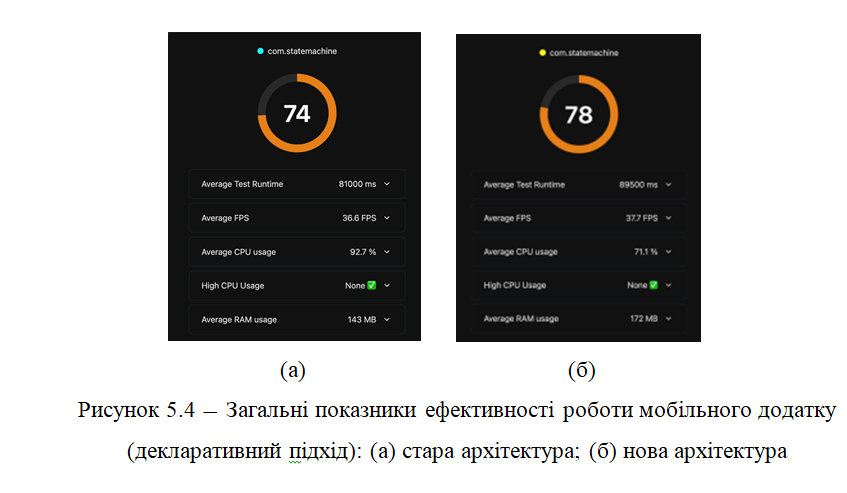 com.statemachine
74
Average Test Runtime 81000 ms
Average FPS 36.6 FPS
Average CPU usage 92.7 %
High CPU Usage None ✅
Average RAM usage 143 MB
com.statemachine
78
Average Test Runtime 89500 ms
Average FPS 37.7 FPS
Average CPU usage 71.1 %
High CPU Usage None ✅
Average RAM usage 172 MB
(а) (б)
Рисунок 5.4 – Загальні показники ефективності роботи мобільного додатку
(декларативний підхід): (а) стара архітектура; (б) нова архітектура